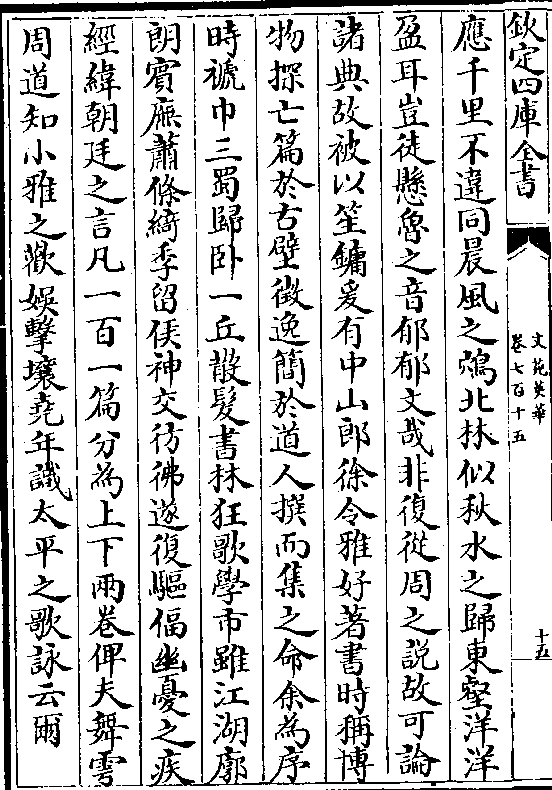 欽定四庫全書
文苑英華
卷七百十五
十五
應千里不違同晨風之鴪北林似秋水之歸東壑洋洋
盈耳豈徒懸魯之音郁郁文哉非復從周之説故可論
諸典故被以笙鏞爰有中山郎徐令雅好著書時稱博
物探亡篇於古壁徵逸簡於道人撰而集之命余為序
時褫巾三蜀歸卧一丘散髮書林狂歌學市雖江湖廓
朗賓廡蕭條綺季留侯神交彷彿遂復驅偪幽憂之疾
經緯朝廷之言凡一百一篇分為上下兩卷俾夫舞雩
周道知小雅之歡娛擊壤堯年識太平之歌詠云爾